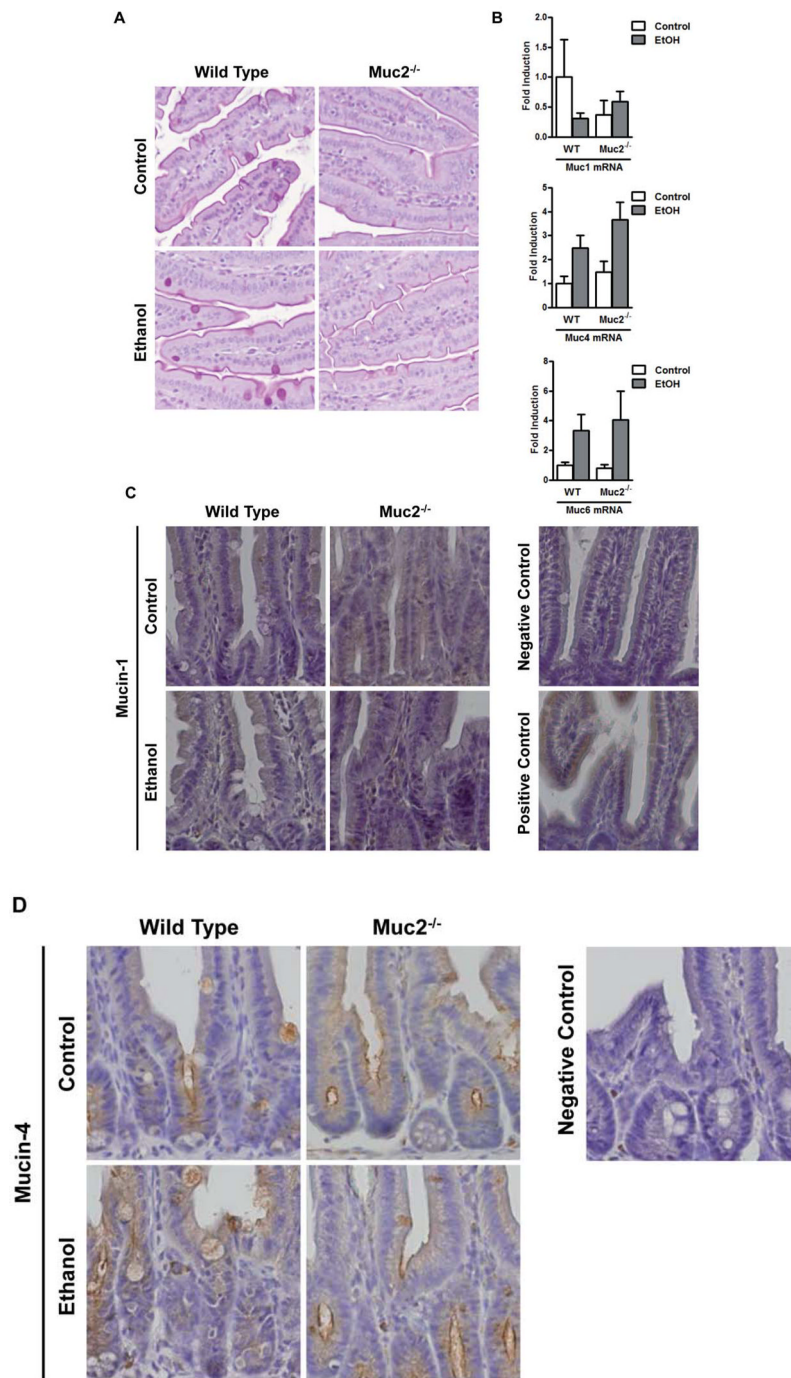 A
Wild Type
Muc2-/-
Control
Ethanol
B
2.0
1.5
1.0
0.5
0.0
Fold Induction
Control
EtOH
WT
Muc2-/-
Muc1 mRNA
5
4
3
2
1
0
Fold Induction
Control
EtOH
WT
Muc2-/-
Muc4 mRNA
8
6
4
2
0
Fold Induction
Control
EtOH
WT
Muc2-/-
Muc6 mRNA
C
Wild Type
Muc2-/-
Mucin-1
Control
Ethanol
Negative Control
Positive Control
D
Wild Type
Muc2-/-
Mucin-4
Control
Ethanol
Negative Control